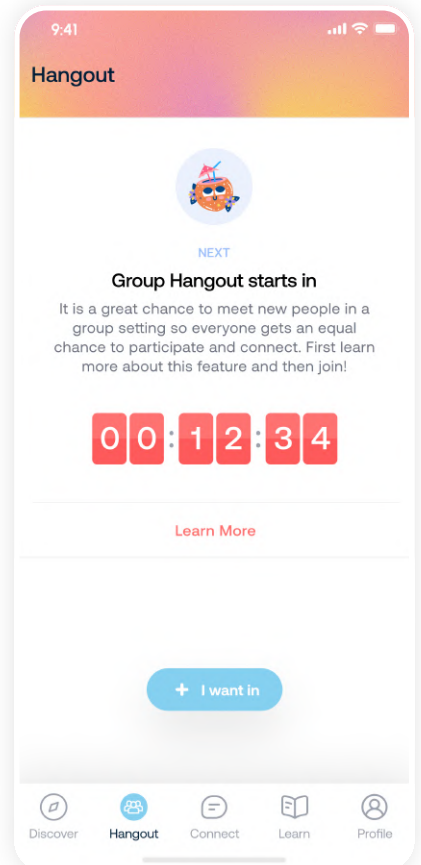 9:41
Hangout
NEXT
Group Hangout starts in
It is a great chance to meet new people in a
group setting so everyone gets an equal
chance to participate and connect. First learn
more about this feature and then join!
00:12:34
Learn More
+ I want in
Discover Hangout Connect Learn Profile